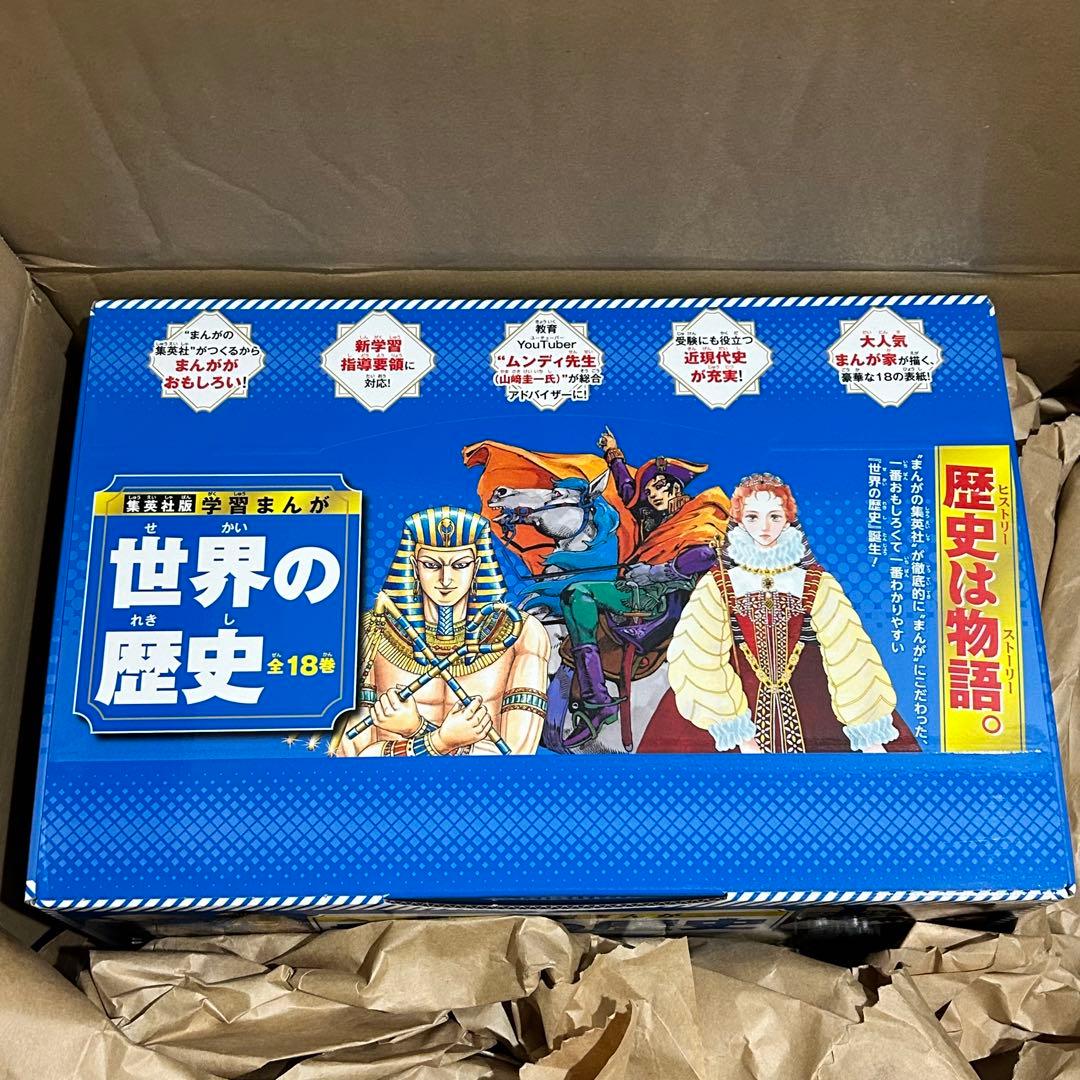 “まんがの
集英社”がつくるから
まんがが
おもしろい!
新学習
指導要領に
対応!
教育
YouTuber
“ムンディ先生
(山﨑圭一氏)”が総合
アドバイザーに!
受験にも役立つ
近現代史
が充実!
大人気
まんが家が描く、
豪華な18の表紙!
集英社版 学習まんが
世界の
歴史 全18巻
歴史は物語。
“まんがの集英社”が徹底的に“まんが”にこだわった、
一番おもしろくて一番わかりやすい
『世界の歴史』誕生!